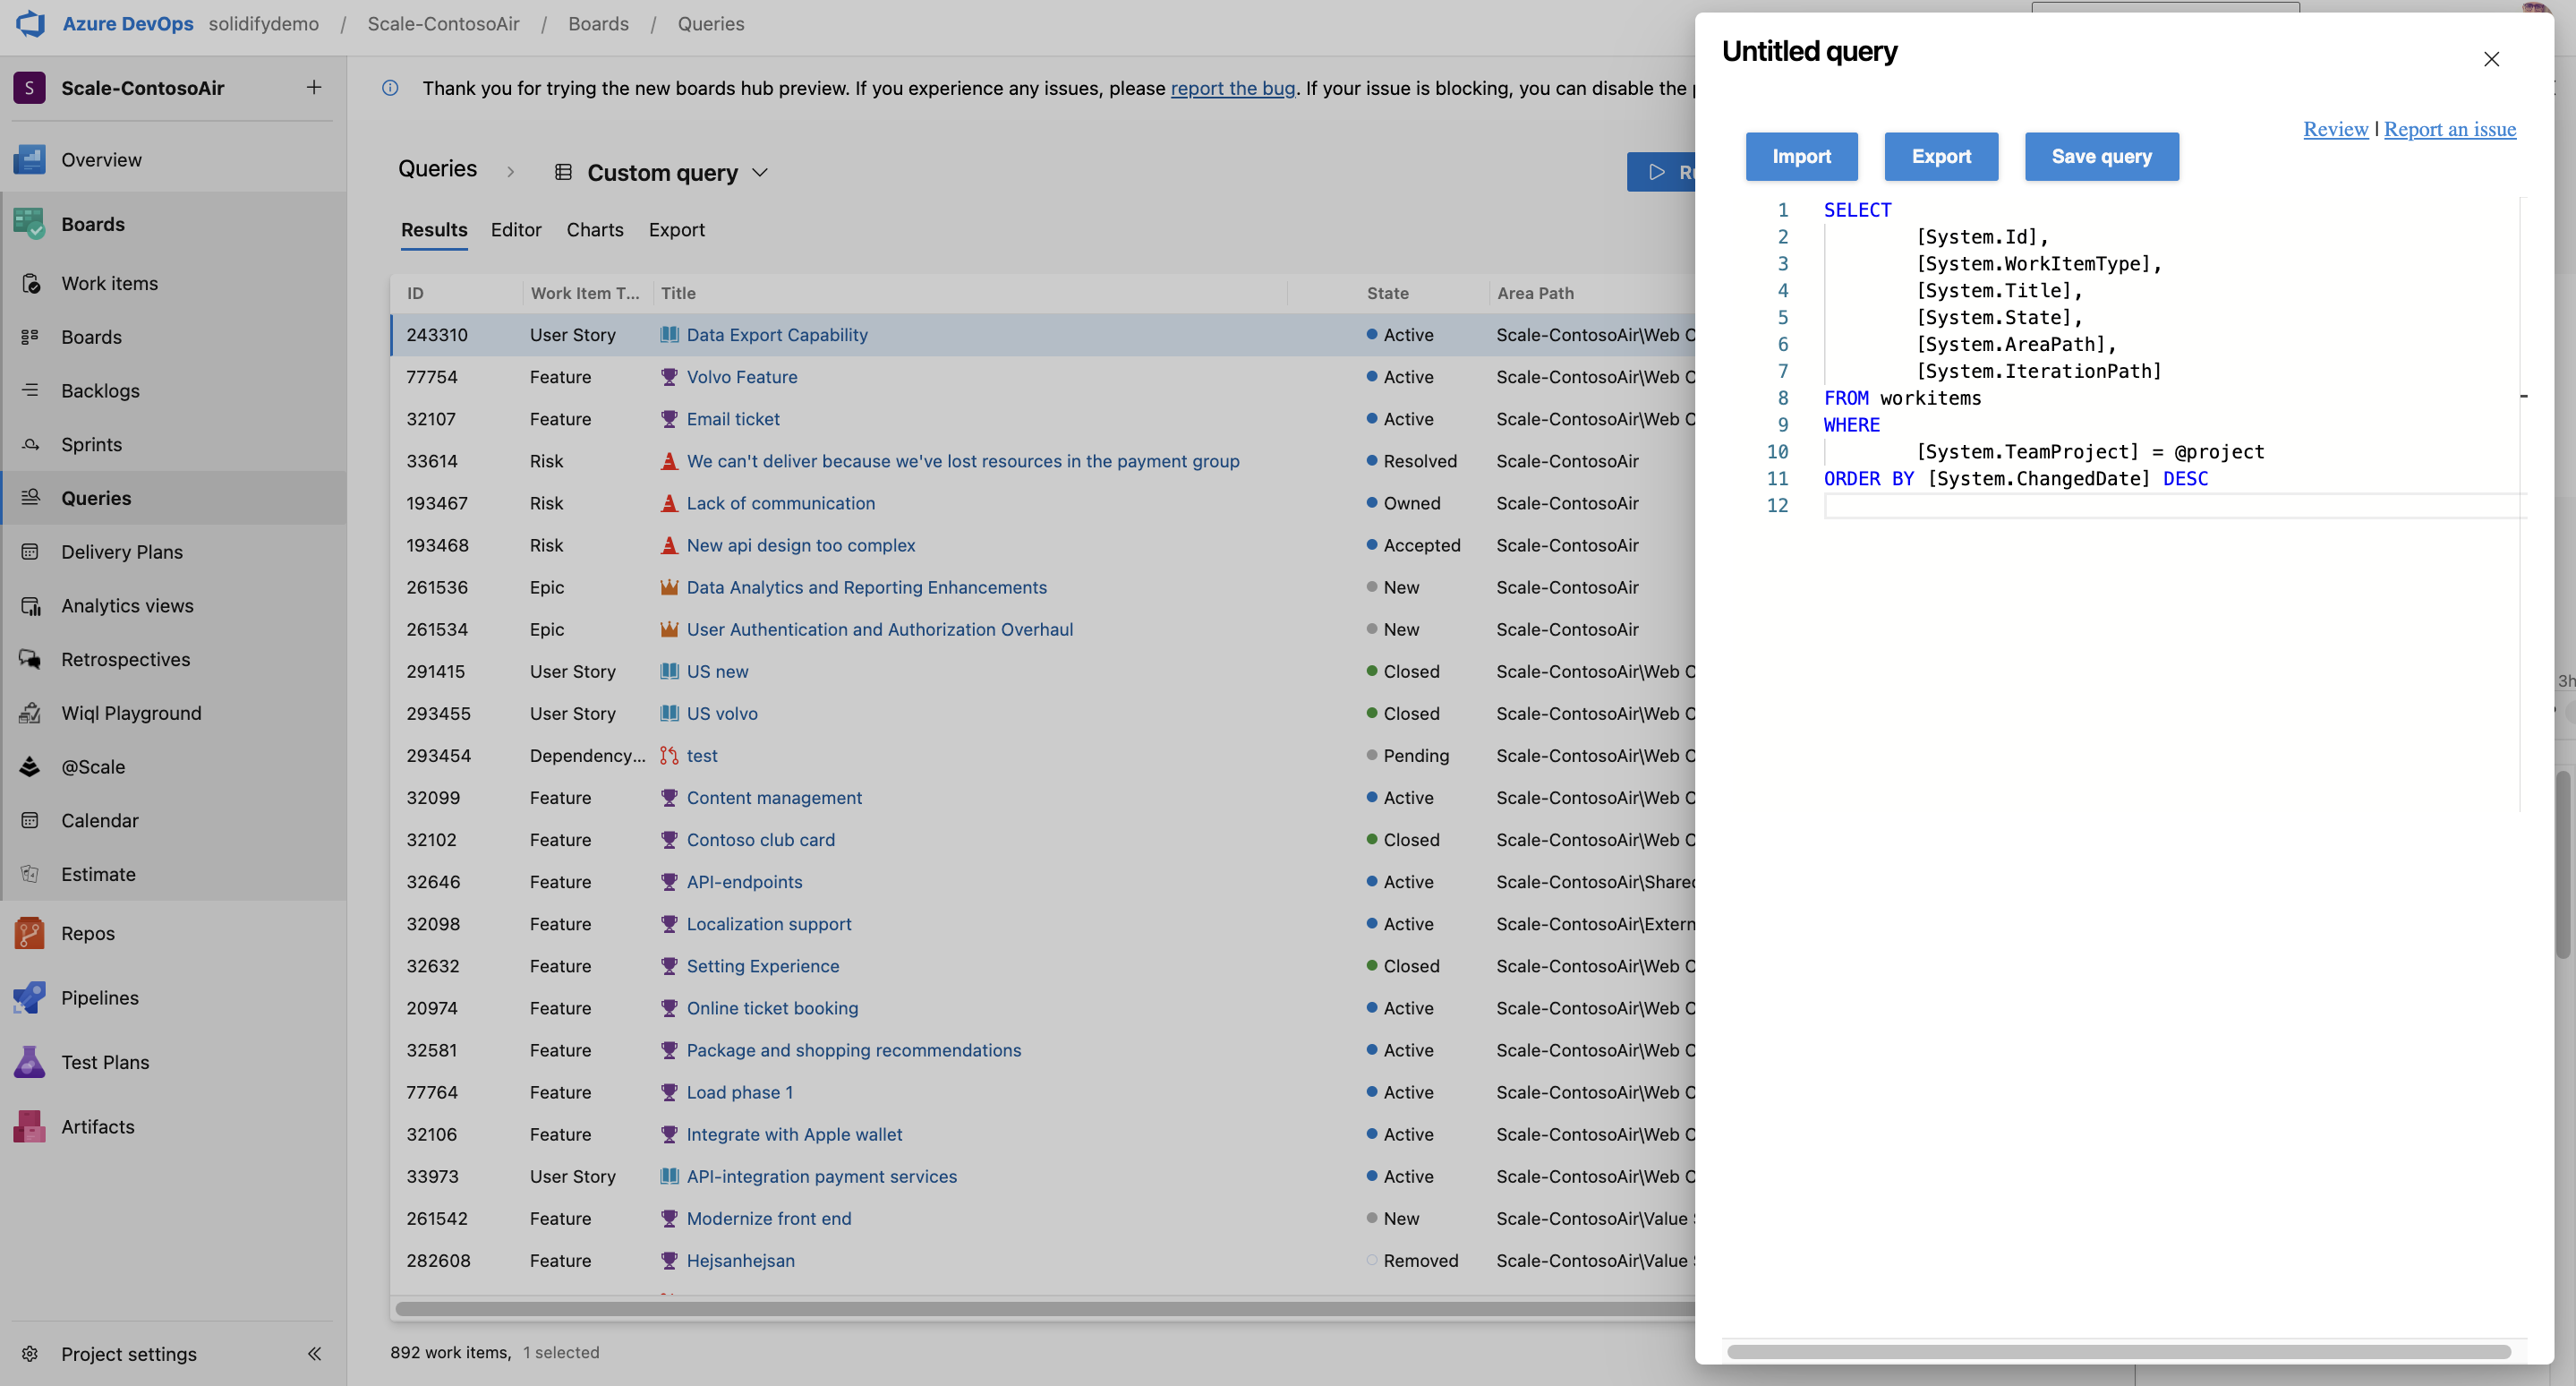 Azure DevOps solidifydemo / Scale-ContosoAir / Boards / Queries
S Scale-ContosoAir
Overview
Boards
Work items
Boards
Backlogs
Sprints
Queries
Delivery Plans
Analytics views
Retrospectives
Wiql Playground
@Scale
Calendar
Estimate
Repos
Pipelines
Test Plans
Artifacts
Project settings
Thank you for trying the new boards hub preview. If you experience any issues, please report the bug. If your issue is blocking, you can disable the
Queries > Custom query
Results Editor Charts Export
ID Work Item T... Title State Area Path
243310 User Story Data Export Capability Active Scale-ContosoAir\Web
77754 Feature Volvo Feature Active Scale-ContosoAir\Web
32107 Feature Email ticket Active Scale-ContosoAir\Web
33614 Risk We can't deliver because we've lost resources in the payment group Resolved Scale-ContosoAir
193467 Risk Lack of communication Owned Scale-ContosoAir
193468 Risk New api design too complex Accepted Scale-ContosoAir
261536 Epic Data Analytics and Reporting Enhancements New Scale-ContosoAir
261534 Epic User Authentication and Authorization Overhaul New Scale-ContosoAir
291415 User Story US new Closed Scale-ContosoAir\Web
293455 User Story US volvo Closed Scale-ContosoAir\Web
293454 Dependency... test Pending Scale-ContosoAir\Web
32099 Feature Content management Active Scale-ContosoAir\Web
32102 Feature Contoso club card Closed Scale-ContosoAir\Web
32646 Feature API-endpoints Active Scale-ContosoAir\Shared
32098 Feature Localization support Active Scale-ContosoAir\Extern
32632 Feature Setting Experience Closed Scale-ContosoAir\Web
20974 Feature Online ticket booking Active Scale-ContosoAir\Web
32581 Feature Package and shopping recommendations Active Scale-ContosoAir\Web
77764 Feature Load phase 1 Active Scale-ContosoAir\Web
32106 Feature Integrate with Apple wallet Active Scale-ContosoAir\Web
33973 User Story API-integration payment services Active Scale-ContosoAir\Web
261542 Feature Modernize front end New Scale-ContosoAir\Value
282608 Feature Hejsanhejsan Removed Scale-ContosoAir\Value
892 work items, 1 selected
Untitled query
Review | Report an issue
Import Export Save query
1 SELECT
2 [System.Id],
3 [System.WorkItemType],
4 [System.Title],
5 [System.State],
6 [System.AreaPath],
7 [System.IterationPath]
8 FROM workitems
9 WHERE
10 [System.TeamProject] = @project
11 ORDER BY [System.ChangedDate] DESC
12
3h